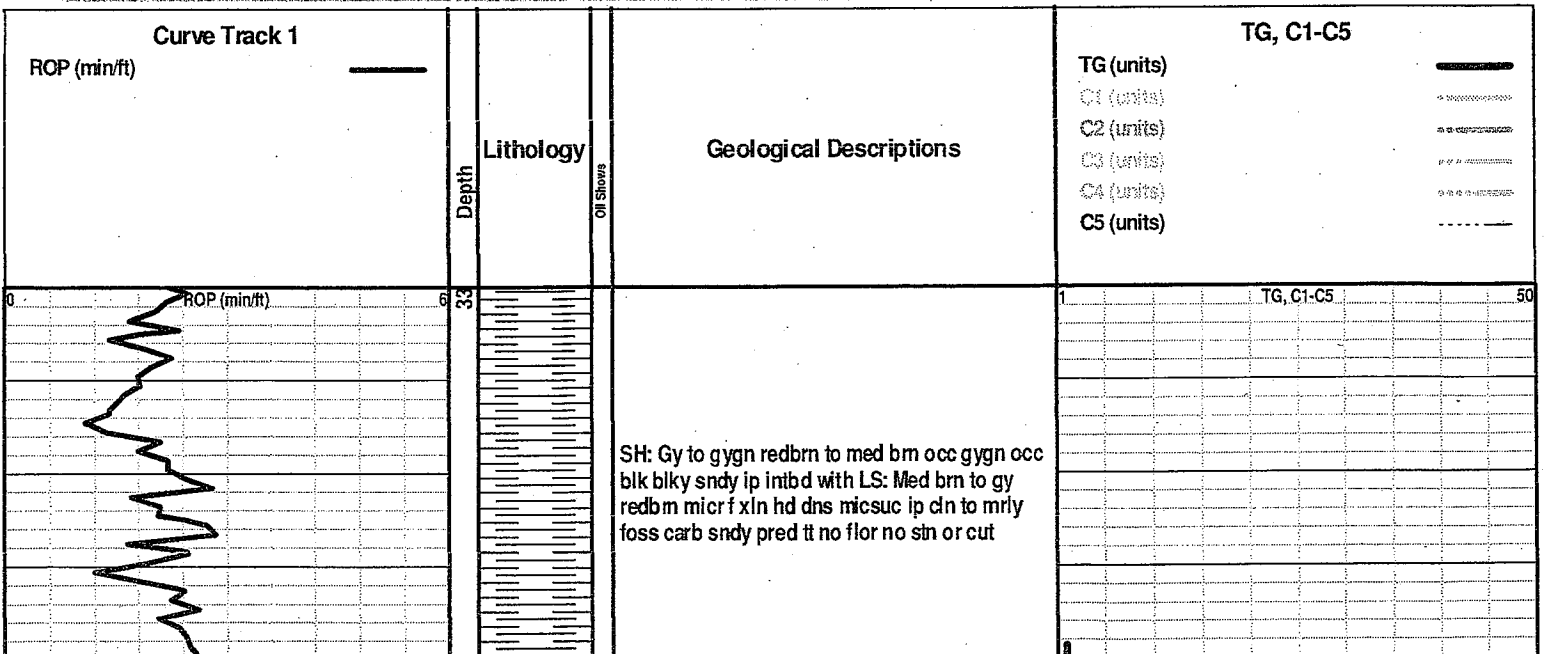 Curve Track 1
ROP (min/ft)
Depth
Lithology
Oil Shows
Geological Descriptions
TG, C1-C5
TG (units)
C1 (units)
C2 (units)
C3 (units)
C4 (units)
C5 (units)
0 ROP (min/ft) 6
33
1 TG, C1-C5 50
SH: Gy to gygn redbrn to med brn occ gygn occ
blk blky sndy ip intbd with LS: Med brn to gy
redbrn micr f xln hd dns micsuc ip cln to mrly
foss carb sndy pred tt no flor no stn or cut